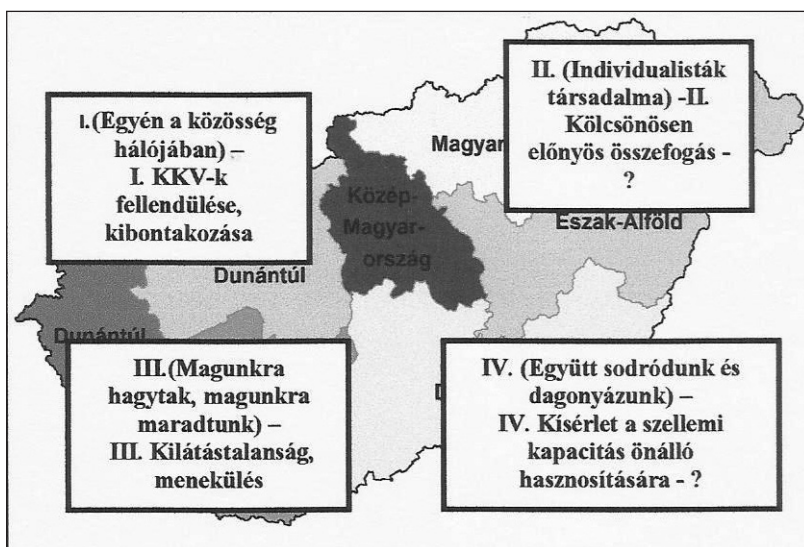 I.(Egyén a közösség
hálójában) –
I. KKV-k
fellendülése,
kibontakozása
II. (Individualisták
társadalma) -II.
Kölcsönösen
előnyös összefogás -
?
Magyar
Közép-
Magyar-
ország
Eszak-Alföld
Dunántúl
Dunántúl
III.(Magunkra
hagytak, magunkra
maradtunk) –
III. Kilátástalanság,
menekülés
IV. (Együtt sodródunk és
dagonyázunk) –
IV. Kísérlet a szellemi
kapacitás önálló
hasznosítására - ?